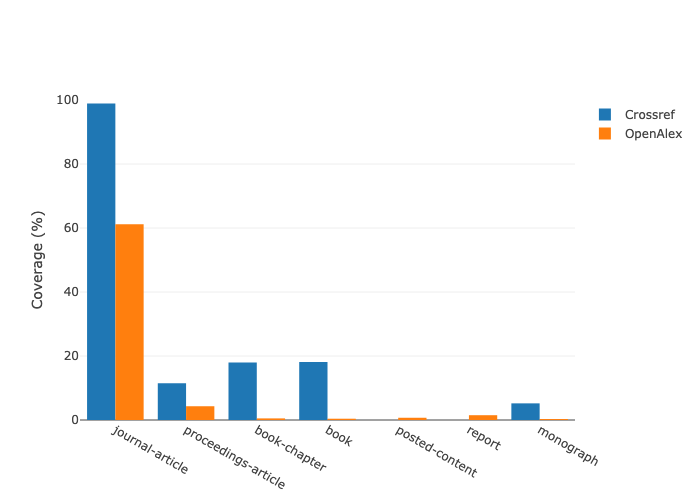 100
80
60
40
20
0
Coverage (%)
journal-article
proceedings-article
book-chapter
book
posted-content
report
monograph
Crossref
OpenAlex